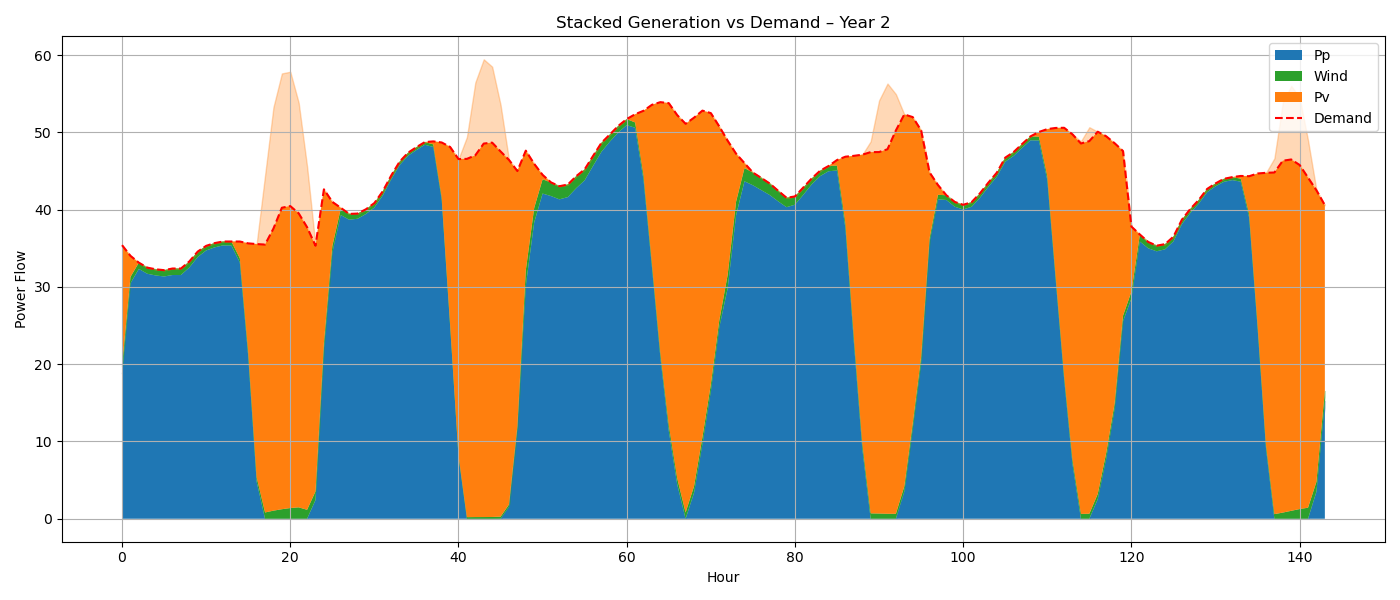 Stacked Generation vs Demand – Year 2
Power Flow
60
50
40
30
20
10
0
Pp
Wind
Pv
Demand
0 20 40 60 80 100 120 140
Hour